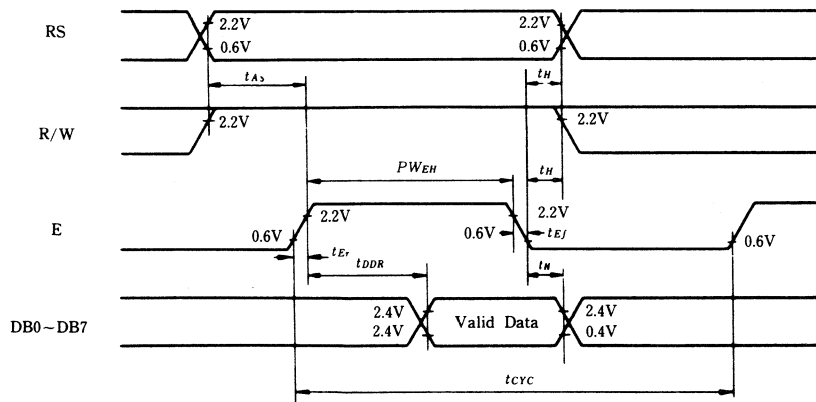 RS
2.2V
0.6V
2.2V
0.6V
tAS
tH
R/W
2.2V
2.2V
PWEH
tH
E
0.6V
2.2V
0.6V
2.2V
0.6V
tEr
tEf
tDDR
tH
DB0~DB7
2.4V
2.4V
Valid Data
2.4V
0.4V
tCYC